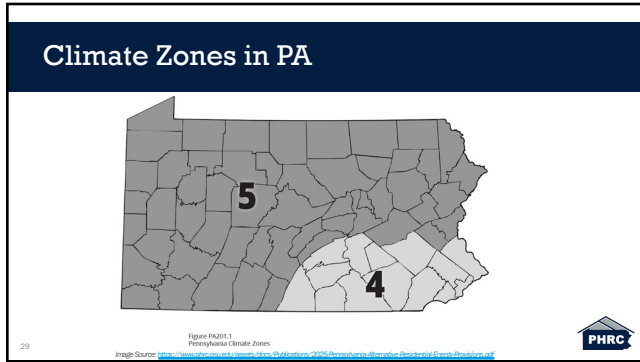 Climate Zones in PA
5
4
Figure PA201.1
Pennsylvania Climate Zones
29
Image Source: https://www.phrc.psu.edu/assets/docs/Publications/2025-Pennsylvania-Alternative-Residential-Energy-Provisions.pdf
PHRC